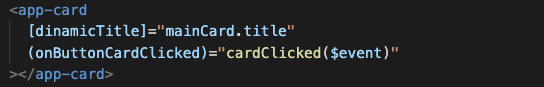 <app-card
[dinamicTitle]="mainCard.title"
(onButtonCardClicked)="cardClicked($event)"
></app-card>